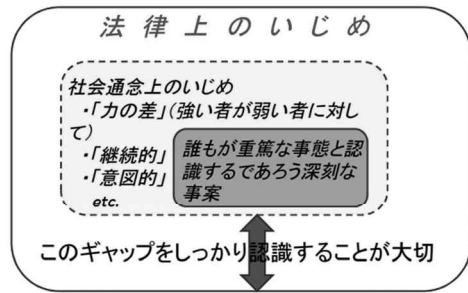 法律上のいじめ
社会通念上のいじめ
・「力の差」(強い者が弱い者に対し
て)
・「継続的」
・「意図的」
etc.
誰もが重篤な事態と認
識するであろう深刻な
事案
このギャップをしっかり認識することが大切